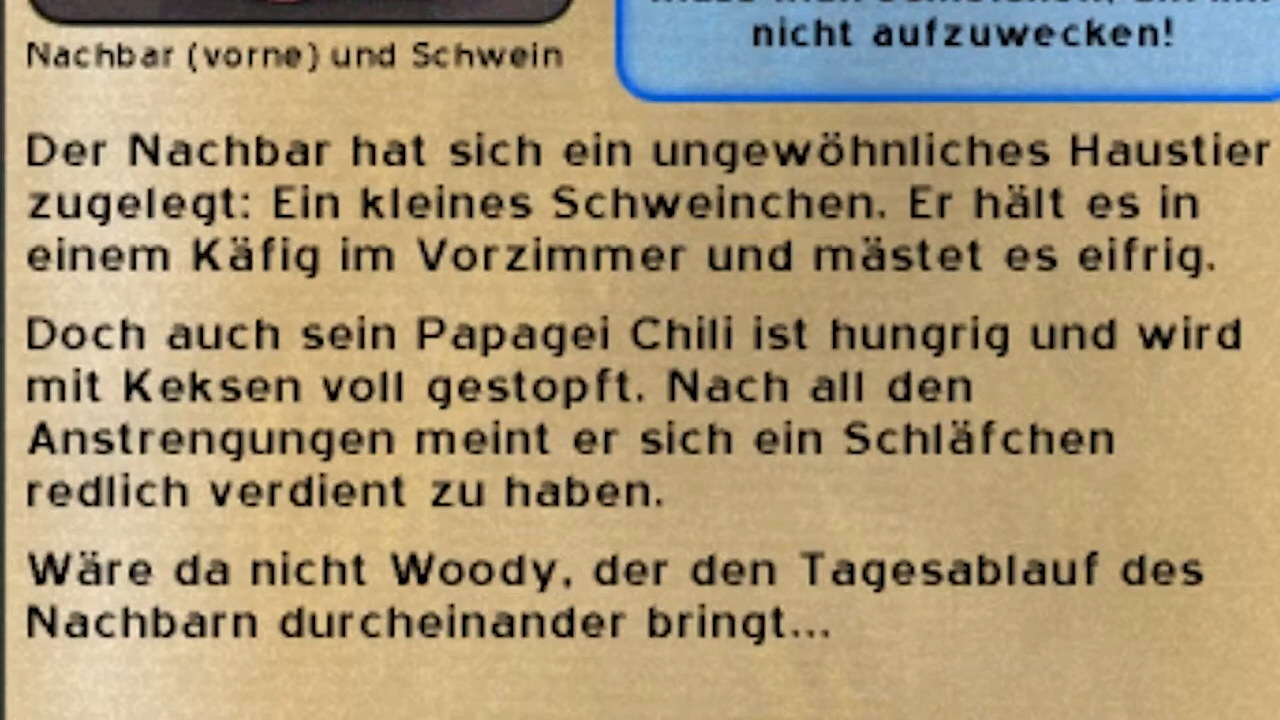 nicht aufzuwecken!
Nachbar (vorne) und Schwein
Der Nachbar hat sich ein ungewöhnliches Haustier
zugelegt: Ein kleines Schweinchen. Er hält es in
einem Käfig im Vorzimmer und mästet es eifrig.
Doch auch sein Papagei Chili ist hungrig und wird
mit Keksen voll gestopft. Nach all den
Anstrengungen meint er sich ein Schläfchen
redlich verdient zu haben.
Wäre da nicht Woody, der den Tagesablauf des
Nachbarn durcheinander bringt...